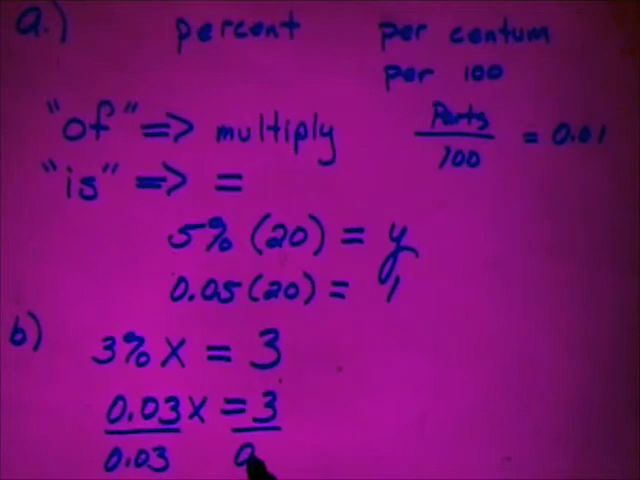 a.) percent per centum
per 100
"of" => multiply Parts/100 = 0.01
"is" => =
5% (20) = y
0.05(20) = 1
b) 3% x = 3
0.03x = 3
0.03 0